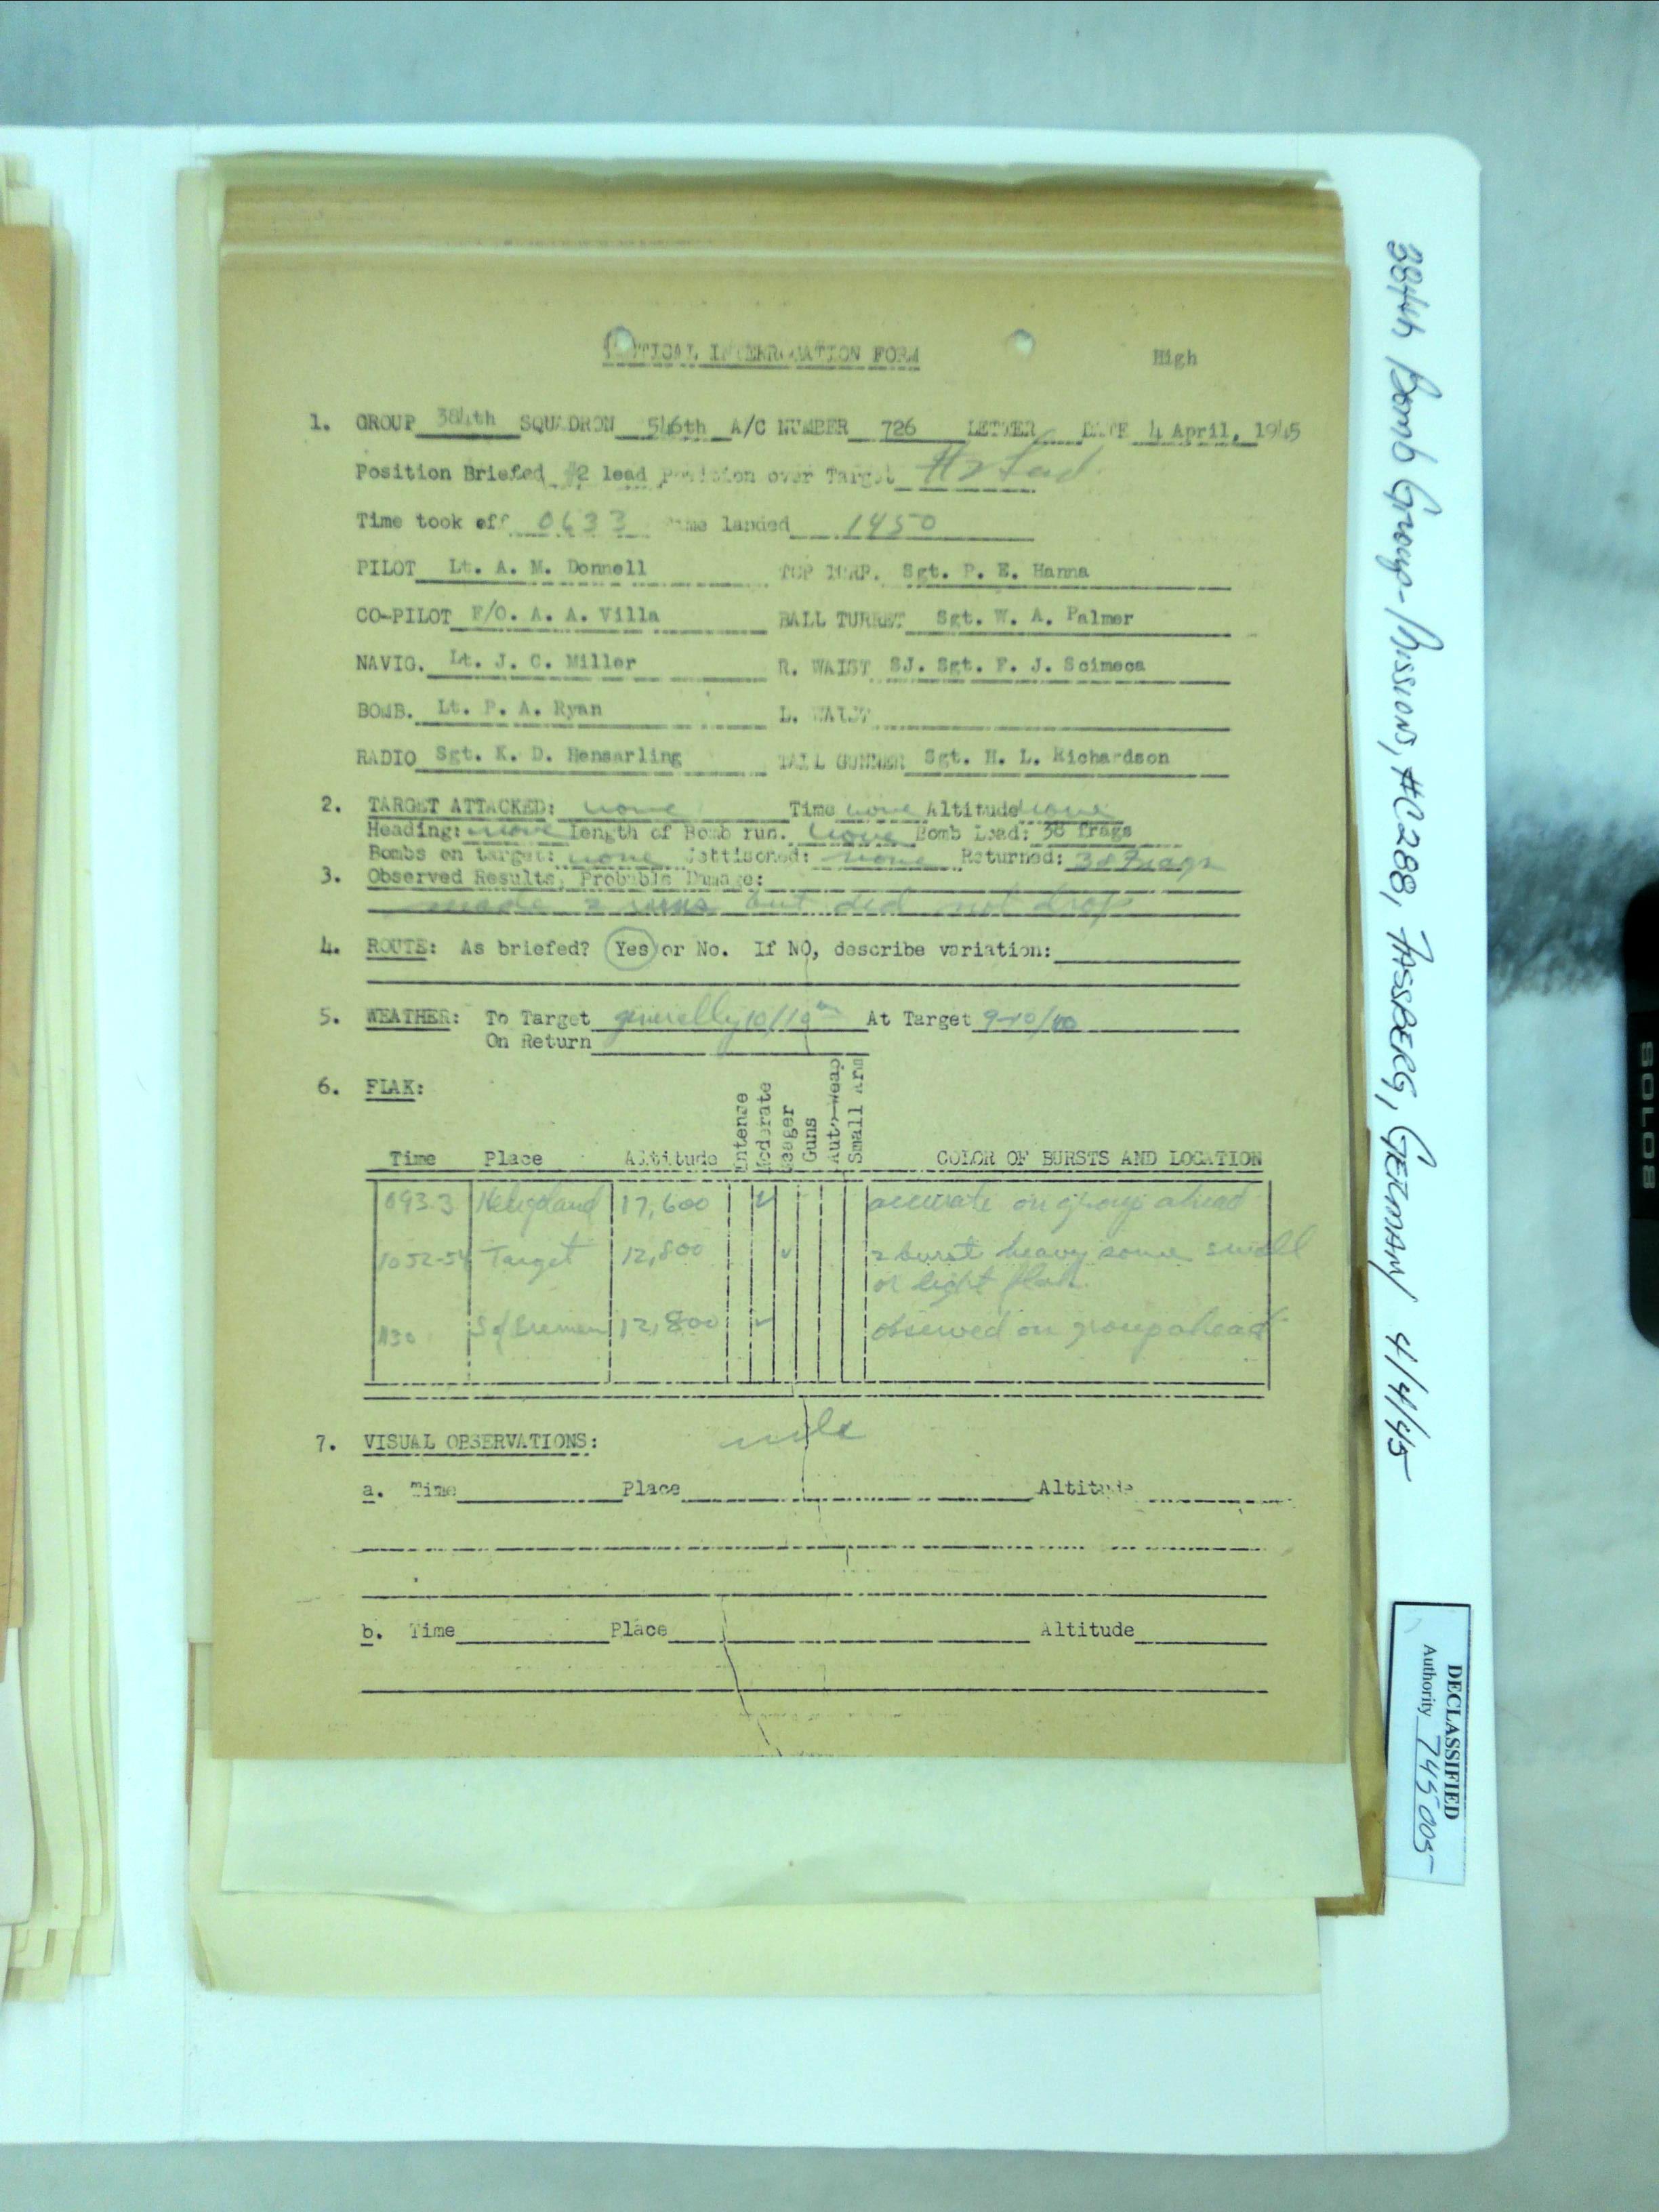 TACTICAL INTERROGATION FORM High
1. GROUP 384th SQUADRON 546th A/C NUMBER 726 LETTER DATE 4 April, 1945
Position Briefed #2 lead Position over Target #2 lead
Time took off 0633 Time landed 1450
PILOT Lt. A. M. Donnell TOP TURR. Sgt. P. E. Hanna
CO-PILOT F/O. A. A. Villa BALL TURRET Sgt. W. A. Palmer
NAVIG. Lt. J. C. Miller R. WAIST SJ. Sgt. F. J. Scimeca
BOMB. Lt. P. A. Ryan L. WAIST
RADIO Sgt. K. D. Hensarling TAIL GUNNER Sgt. H. L. Richardson
2. TARGET ATTACKED: none Time none Altitude none
Heading: none Length of Bomb run. none Bomb Load: 38 frags
Bombs on target: none Jettisoned: none Returned: 38 Frags
3. Observed Results, Probable Damage:
made 2 runs but did not drop
4. ROUTE: As briefed? Yes or No. If NO, describe variation:
5. WEATHER: To Target generally 10/10 At Target 9-10/10
On Return
6. FLAK:
Time Place Altitude Intense Moderate Meager Guns Auto-Weap Small Arm COLOR OF BURSTS AND LOCATION
0933 Heligoland 17,600 ✓ accurate on group ahead
1052-54 Target 12,800 ✓ 2 burst heavy some small
or light flak.
1130 S of Bremen 12,800 ✓ observed on group ahead
7. VISUAL OBSERVATIONS:
a. Time Place Altitude
b. Time Place Altitude
384th Bomb Group-Mission, #C288, FASSBERG, GERMANY 4/4/45
DECLASSIFIED
Authority 745005
SOLOS